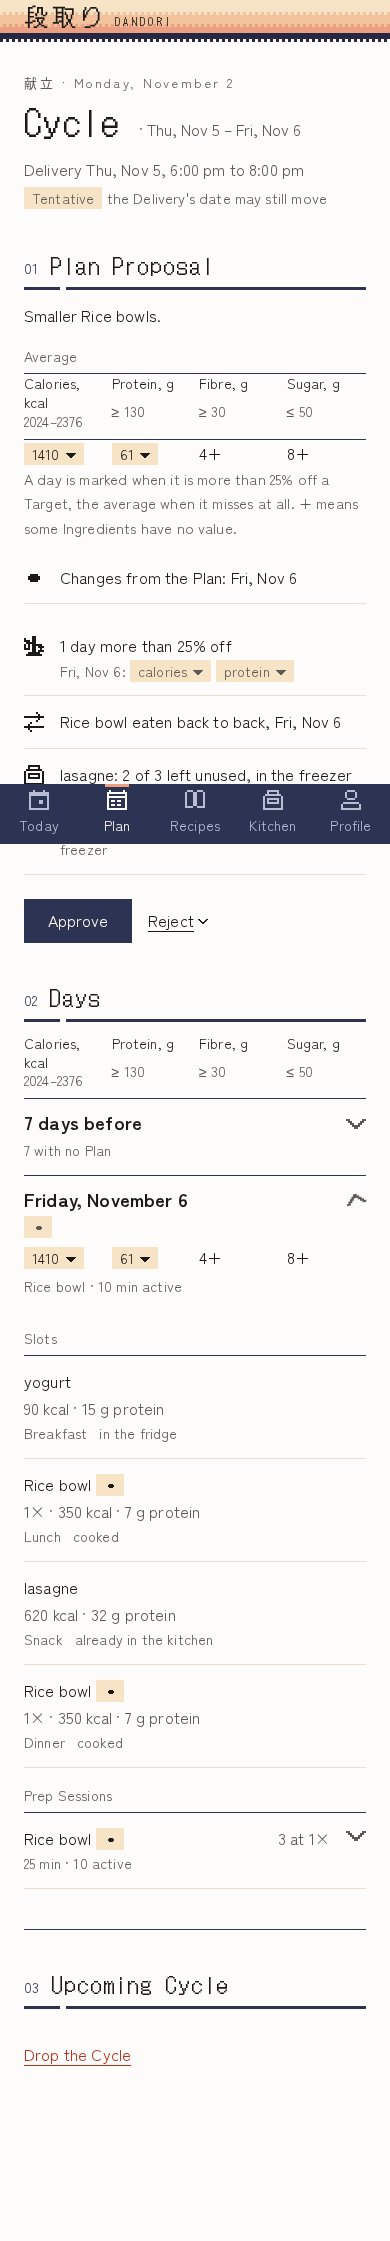 段取り DANDORI
献立 · Monday, November 2
Cycle · Thu, Nov 5 – Fri, Nov 6
Delivery Thu, Nov 5, 6:00 pm to 8:00 pm
Tentative the Delivery's date may still move
01 Plan Proposal
Smaller Rice bowls.
Average
Calories, kcal 2024–2376 Protein, g ≥ 130 Fibre, g ≥ 30 Sugar, g ≤ 50
1410 61 4+ 8+
A day is marked when it is more than 25% off a
Target, the average when it misses at all. + means
some Ingredients have no value.
Changes from the Plan: Fri, Nov 6
1 day more than 25% off
Fri, Nov 6: calories protein
Rice bowl eaten back to back, Fri, Nov 6
lasagne: 2 of 3 left unused, in the freezer
Today Plan Recipes Kitchen Profile
freezer
Approve Reject
02 Days
Calories, kcal 2024–2376 Protein, g ≥ 130 Fibre, g ≥ 30 Sugar, g ≤ 50
7 days before
7 with no Plan
Friday, November 6
1410 61 4+ 8+
Rice bowl · 10 min active
Slots
yogurt
90 kcal · 15 g protein
Breakfast in the fridge
Rice bowl
1× · 350 kcal · 7 g protein
Lunch cooked
lasagne
620 kcal · 32 g protein
Snack already in the kitchen
Rice bowl
1× · 350 kcal · 7 g protein
Dinner cooked
Prep Sessions
Rice bowl 3 at 1×
25 min · 10 active
03 Upcoming Cycle
Drop the Cycle